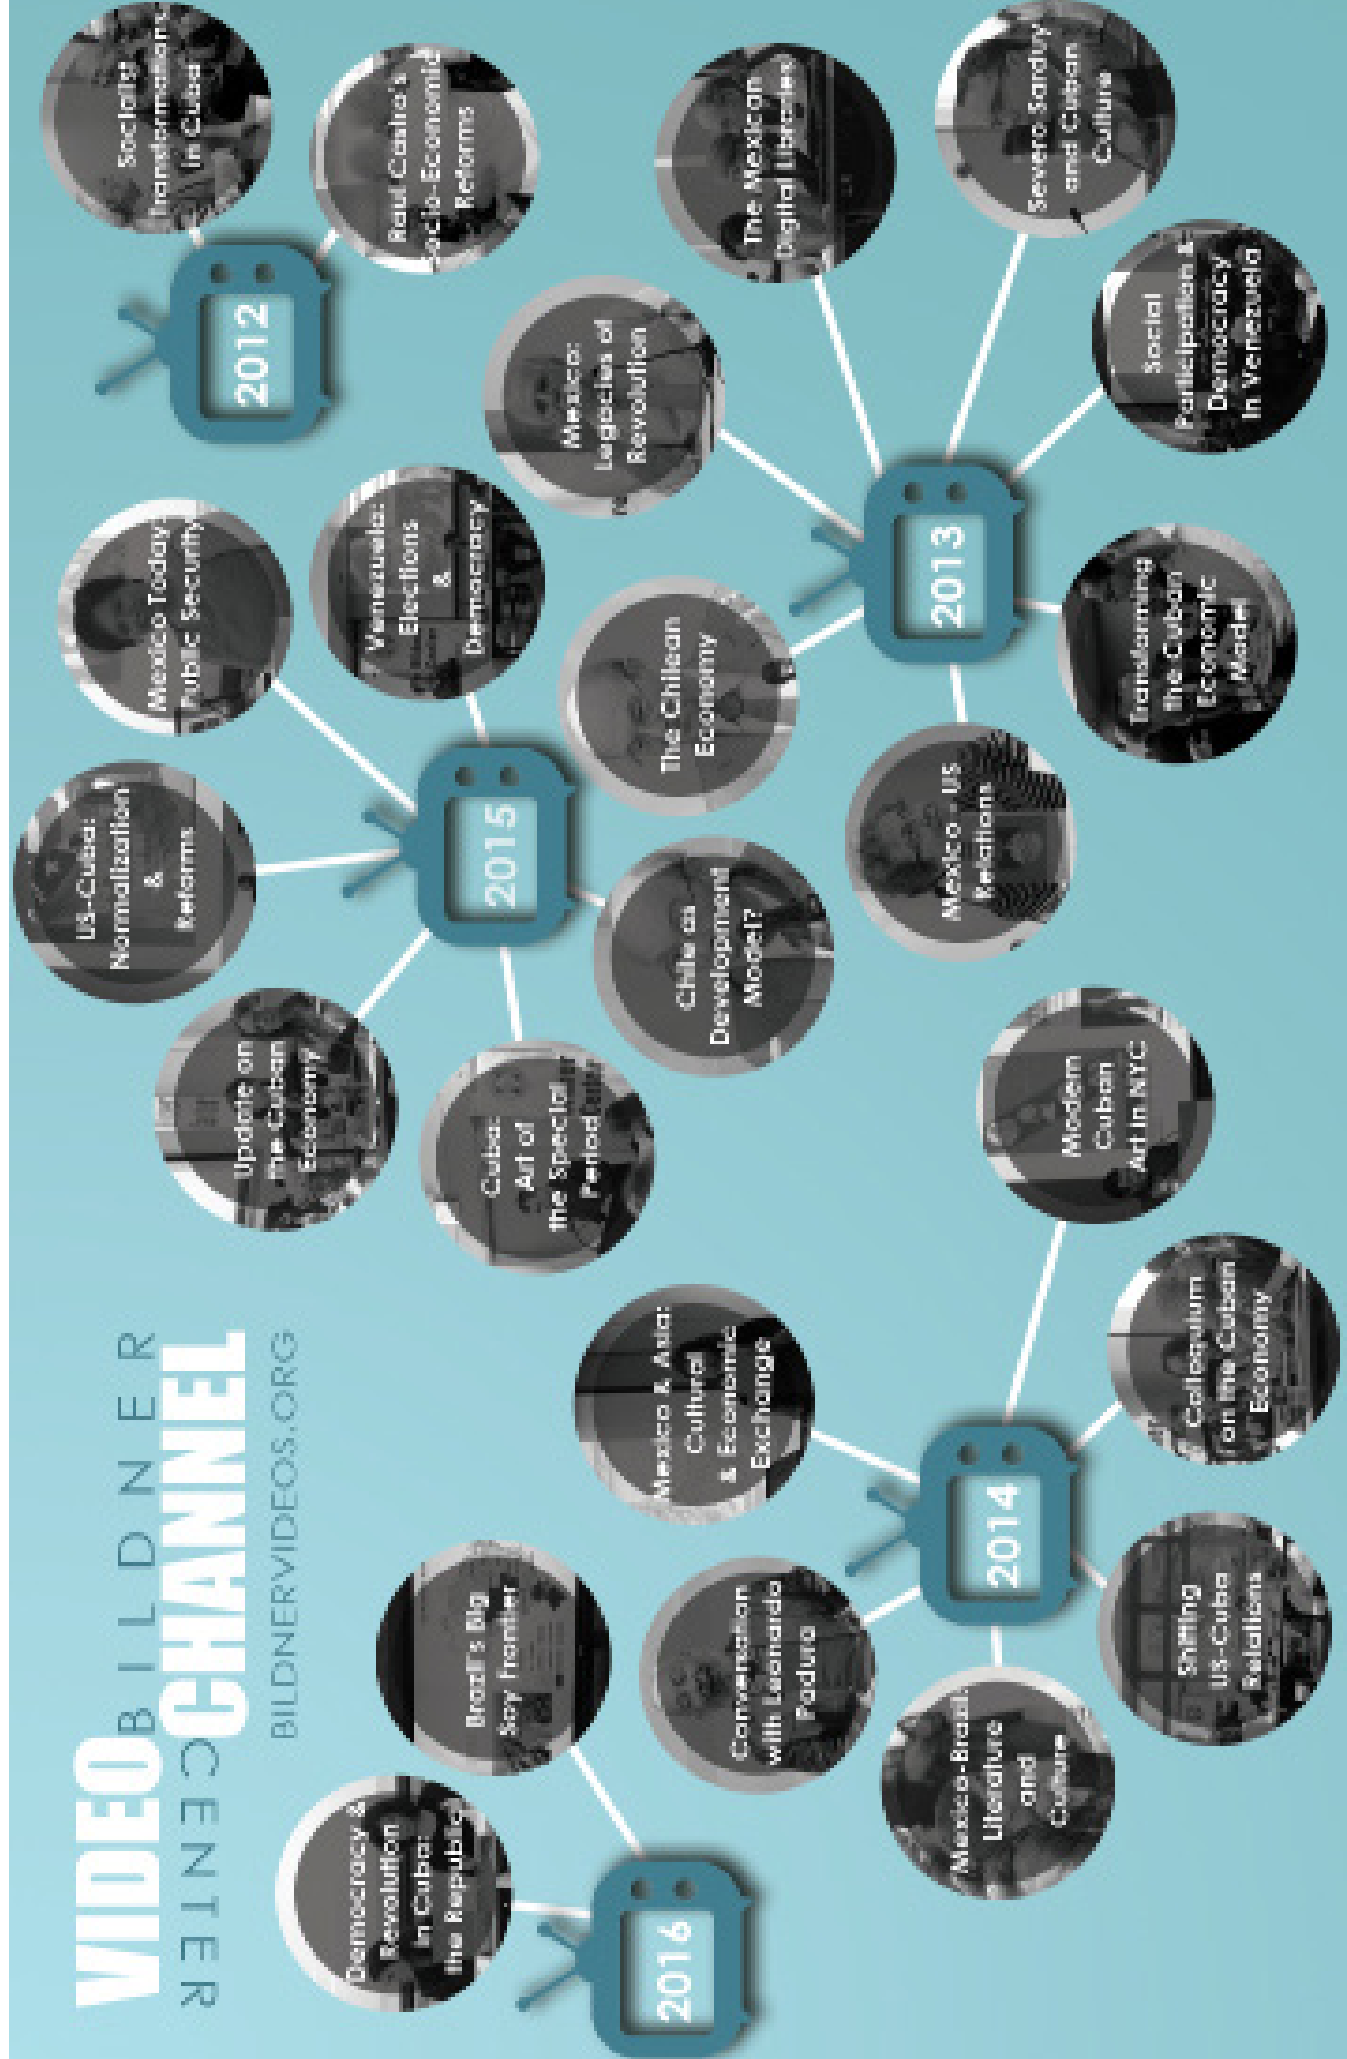 VIDEO BILDNER
CENTER CHANNEL
BILDNERVIDEOS.ORG
2016
Democracy &
Revolution
in Cuba:
the Republic
Brazil's Big
Soy Frontier
2015
Update on
the Cuban
Economy
US-Cuba:
Normalization
&
Reforms
Mexico Today:
Public Security
Venezuela:
Elections
&
Democracy
Cuba:
Art of
the Special
Period
Chile as
Development
Model?
2012
Socialist
Transformations
in Cuba
Raul Castro's
Socio-Economic
Reforms
2014
Conversation
with Leonardo
Padura
Mexico & Asia:
Cultural
& Economic
Exchange
Mexico-Brazil:
Literature
and
Culture
Shifting
US-Cuba
Relations
Colloquium
on the Cuban
Economy
Modern
Cuban
Art in NYC
2013
The Chilean
Economy
Mexico:
Legacies of
Revolution
The Mexican
Digital Libraries
Severo Sarduy
and Cuban
Culture
Social
Participation &
Democracy
in Venezuela
Transforming
the Cuban
Economic
Model
Mexico - US
Relations